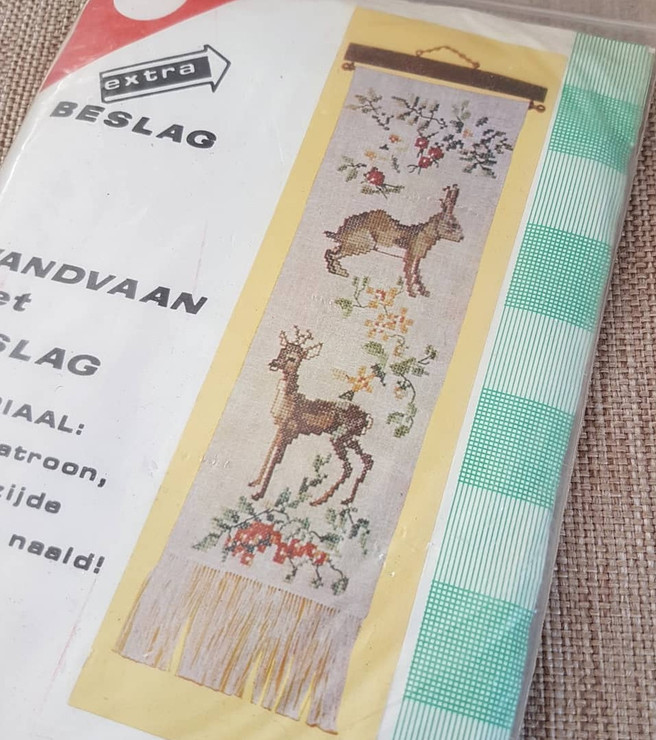 extra
BESLAG
ANDVAAN
et
SLAG
IAAL:
atroon,
zijde
naald!